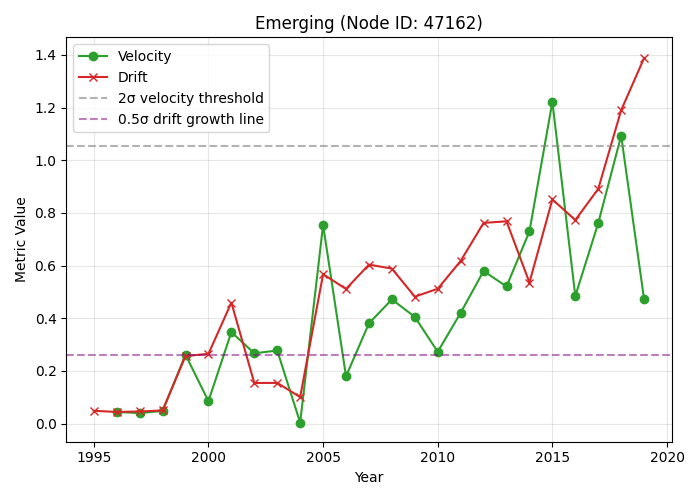 Emerging (Node ID: 47162)
Velocity
Drift
2σ velocity threshold
0.5σ drift growth line
Metric Value
1.4
1.2
1.0
0.8
0.6
0.4
0.2
0.0
1995 2000 2005 2010 2015 2020
Year